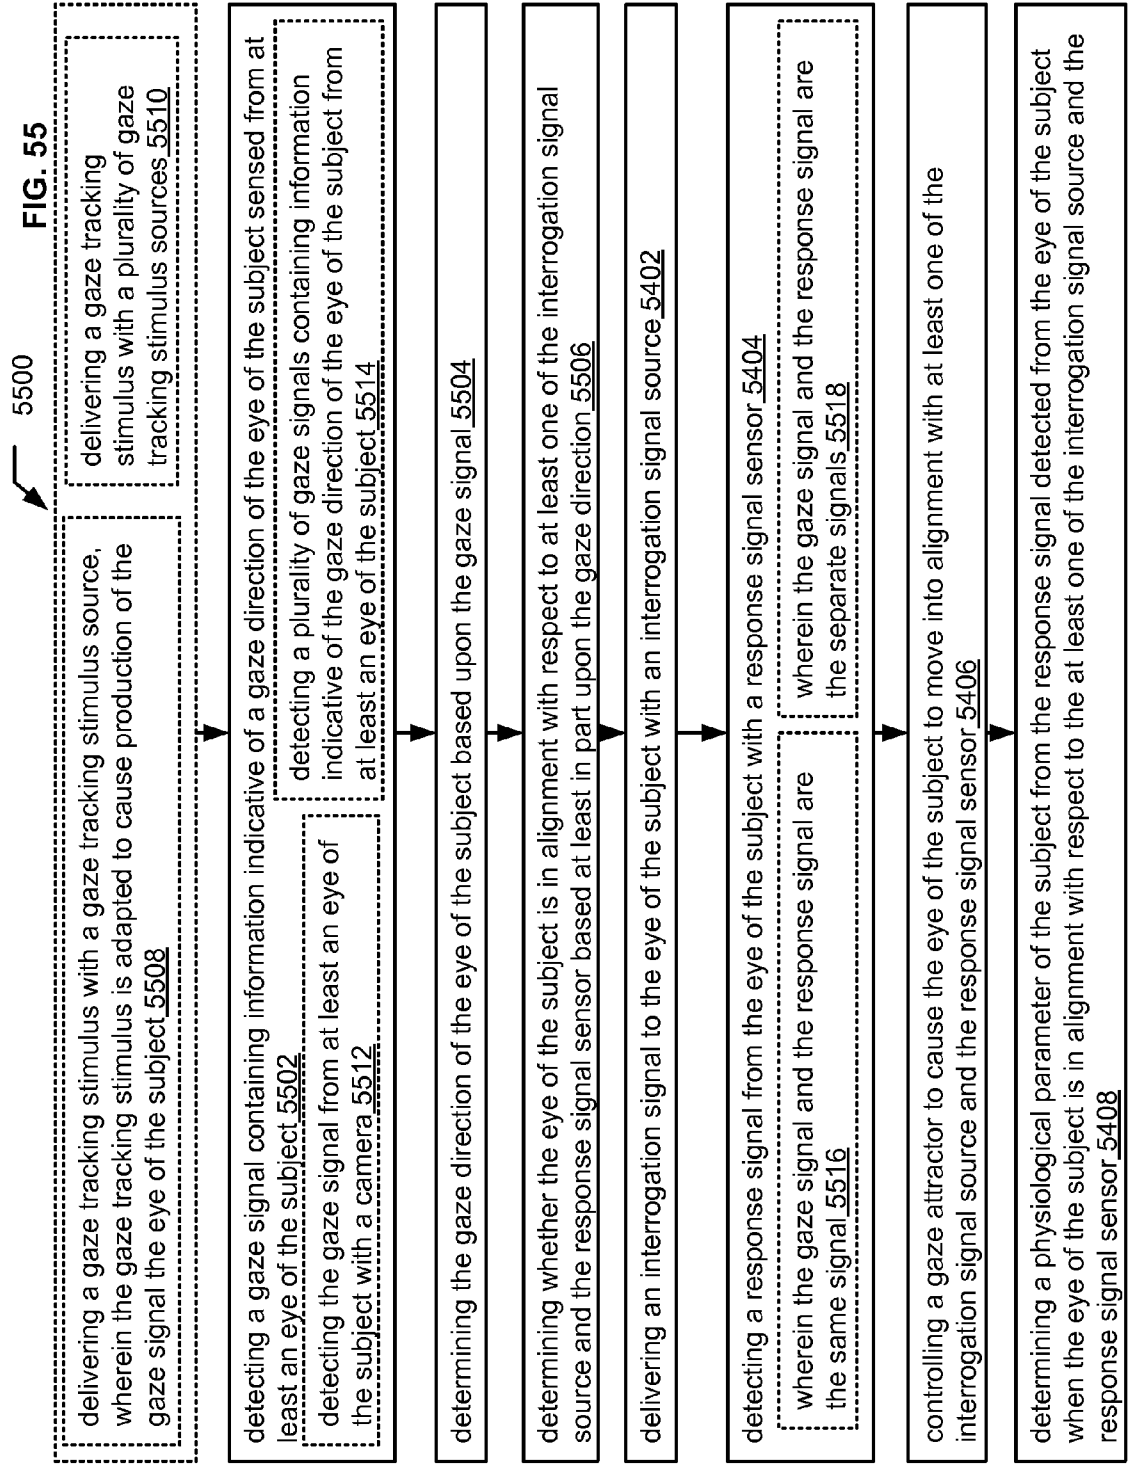 FIG. 55
5500
delivering a gaze tracking stimulus with a gaze tracking stimulus source,
wherein the gaze tracking stimulus is adapted to cause production of the
gaze signal the eye of the subject 5508
delivering a gaze tracking
stimulus with a plurality of gaze
tracking stimulus sources 5510
detecting a gaze signal containing information indicative of a gaze direction of the eye of the subject sensed from at
least an eye of the subject 5502
detecting the gaze signal from at least an eye of
the subject with a camera 5512
detecting a plurality of gaze signals containing information
indicative of the gaze direction of the eye of the subject from
at least an eye of the subject 5514
determining the gaze direction of the eye of the subject based upon the gaze signal 5504
determining whether the eye of the subject is in alignment with respect to at least one of the interrogation signal
source and the response signal sensor based at least in part upon the gaze direction 5506
delivering an interrogation signal to the eye of the subject with an interrogation signal source 5402
detecting a response signal from the eye of the subject with a response signal sensor 5404
wherein the gaze signal and the response signal are
the same signal 5516
wherein the gaze signal and the response signal are
the separate signals 5518
controlling a gaze attractor to cause the eye of the subject to move into alignment with at least one of the
interrogation signal source and the response signal sensor 5406
determining a physiological parameter of the subject from the response signal detected from the eye of the subject
when the eye of the subject is in alignment with respect to the at least one of the interrogation signal source and the
response signal sensor 5408